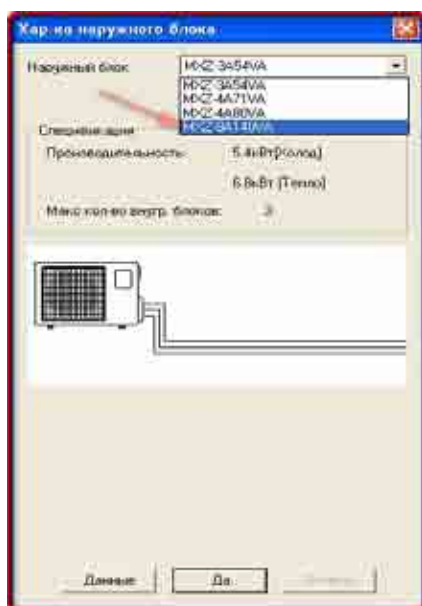 Хар-ка наружного блока
Наружный блок: MXZ-3A54VA
MXZ-3A54VA
MXZ-4A71VA
MXZ-4A80VA
MXZ-8A140VA
Спецификация
Производительность: 5.4кВт(Холод)
6.8кВт (Тепло)
Макс кол-во внутр. блоков: 3
Данные Да